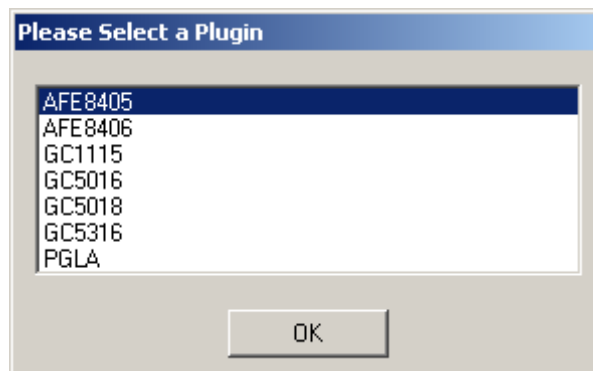 Please Select a Plugin
AFE8405
AFE8406
GC1115
GC5016
GC5018
GC5316
PGLA
OK